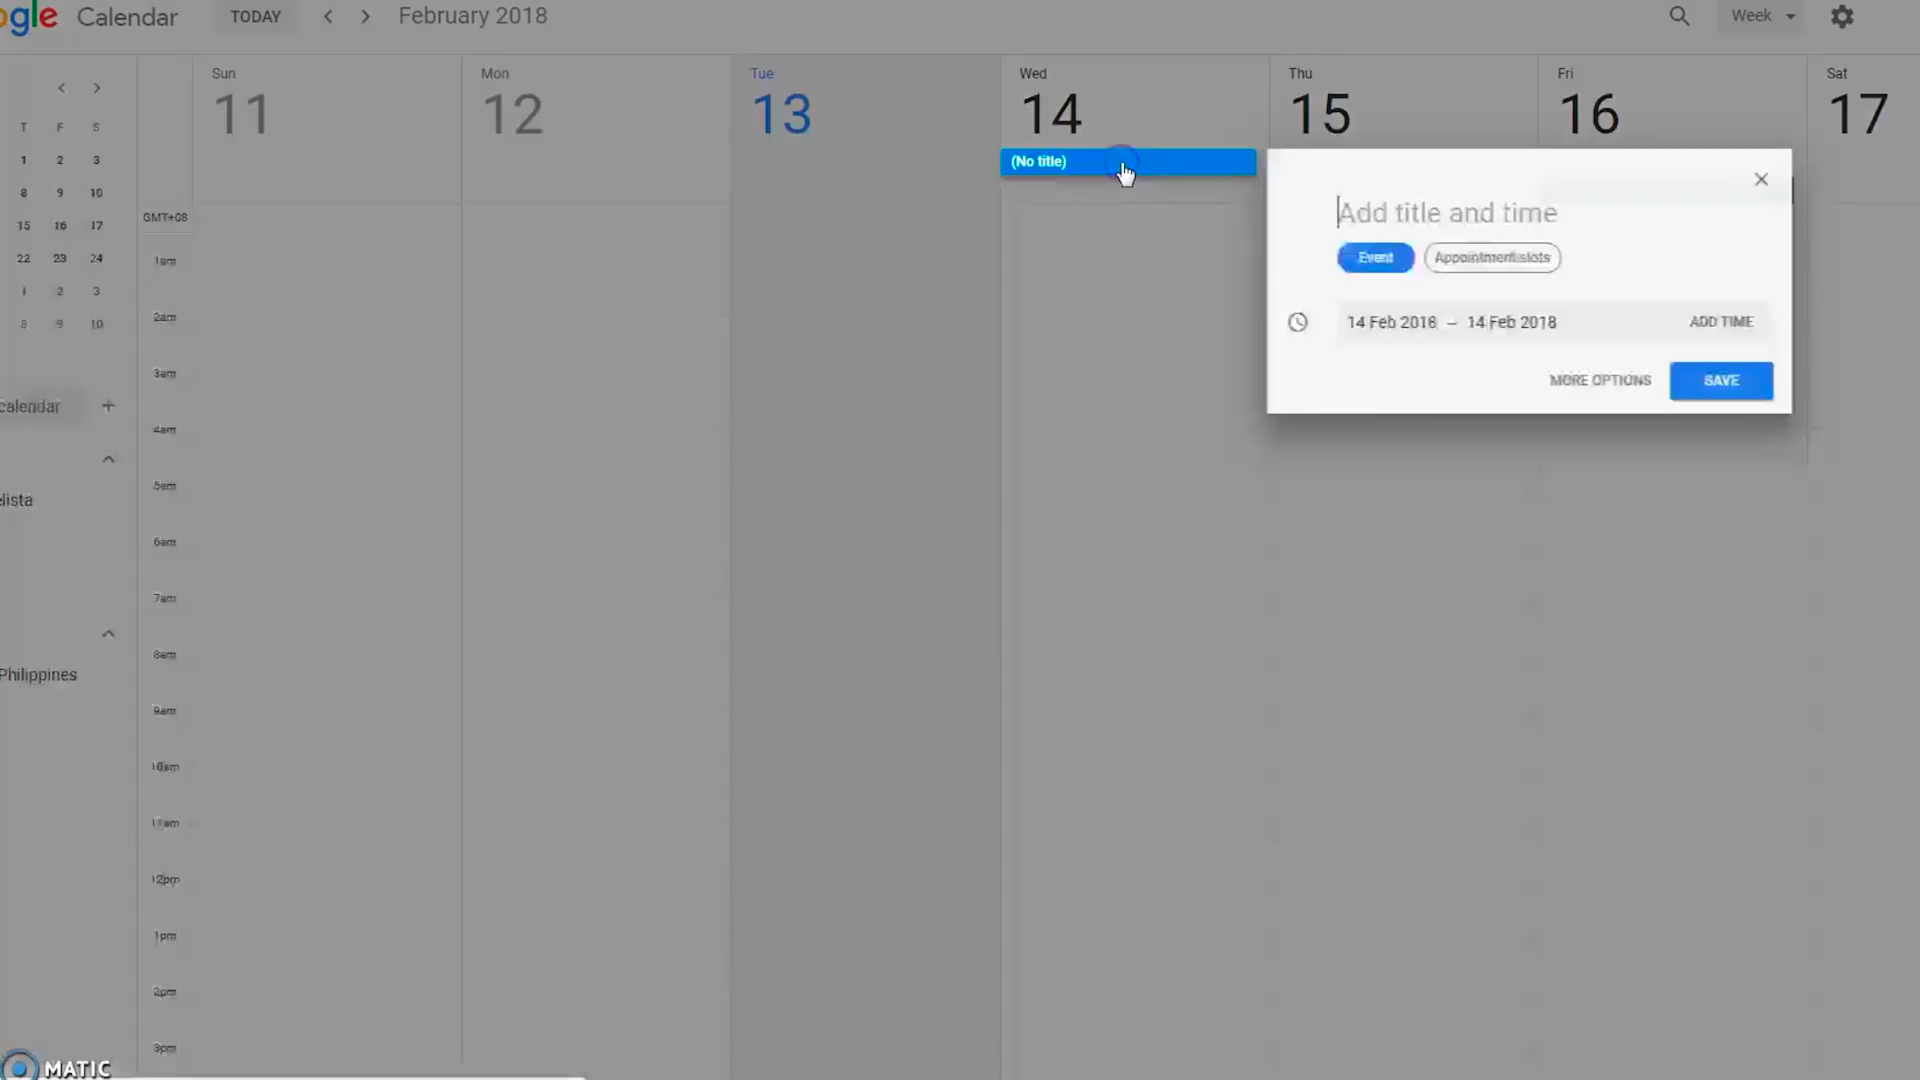 ogle Calendar TODAY February 2018 Week
Sun Mon Tue Wed Thu Fri Sat
11 12 13 14 15 16 17
T F S
1 2 3
8 9 10
15 16 17
22 23 24
1 2 3
8 9 10
calendar +
elista
Philippines
GMT+08
1am
2am
3am
4am
5am
6am
7am
8am
9am
10am
11am
12pm
1pm
2pm
3pm
(No title)
Add title and time
Event Appointment slots
14 Feb 2018 – 14 Feb 2018 ADD TIME
MORE OPTIONS SAVE
MATIC